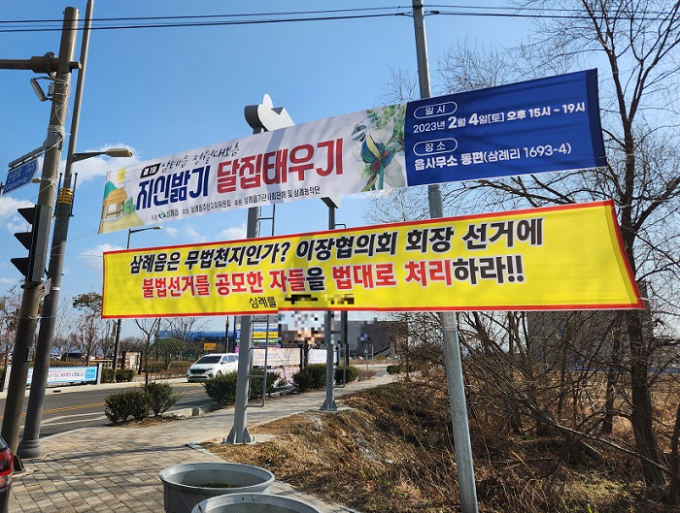 삼례읍 정월대보름
지신밟기 달집태우기
일시
2023년 2월 4일(토) 오후 15시~19시
장소
읍사무소 동편(삼례리 1693-4)
삼례읍은 무법천지인가? 이장협의회 회장 선거에
불법선거를 공모한 자들을 법대로 처리하라!!
삼례를